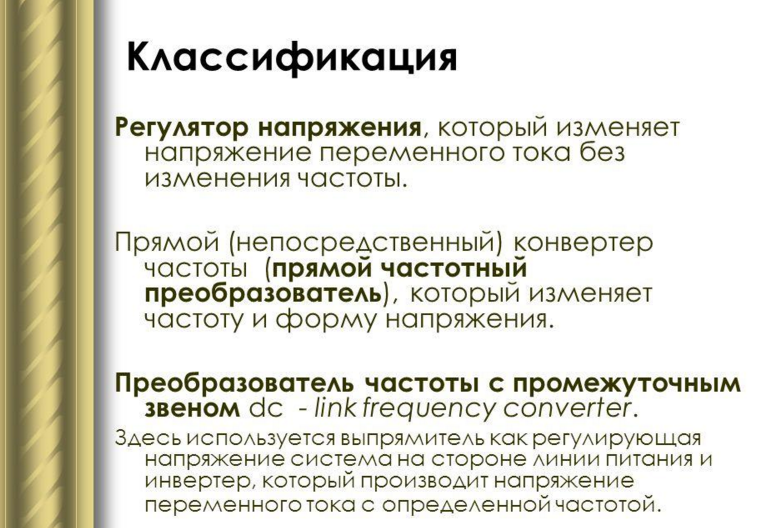 Классификация
Регулятор напряжения, который изменяет
напряжение переменного тока без
изменения частоты.
Прямой (непосредственный) конвертер
частоты (прямой частотный
преобразователь), который изменяет
частоту и форму напряжения.
Преобразователь частоты с промежуточным
звеном dc - link frequency converter.
Здесь используется выпрямитель как регулирующая
напряжение система на стороне линии питания и
инвертер, который производит напряжение
переменного тока с определенной частотой.